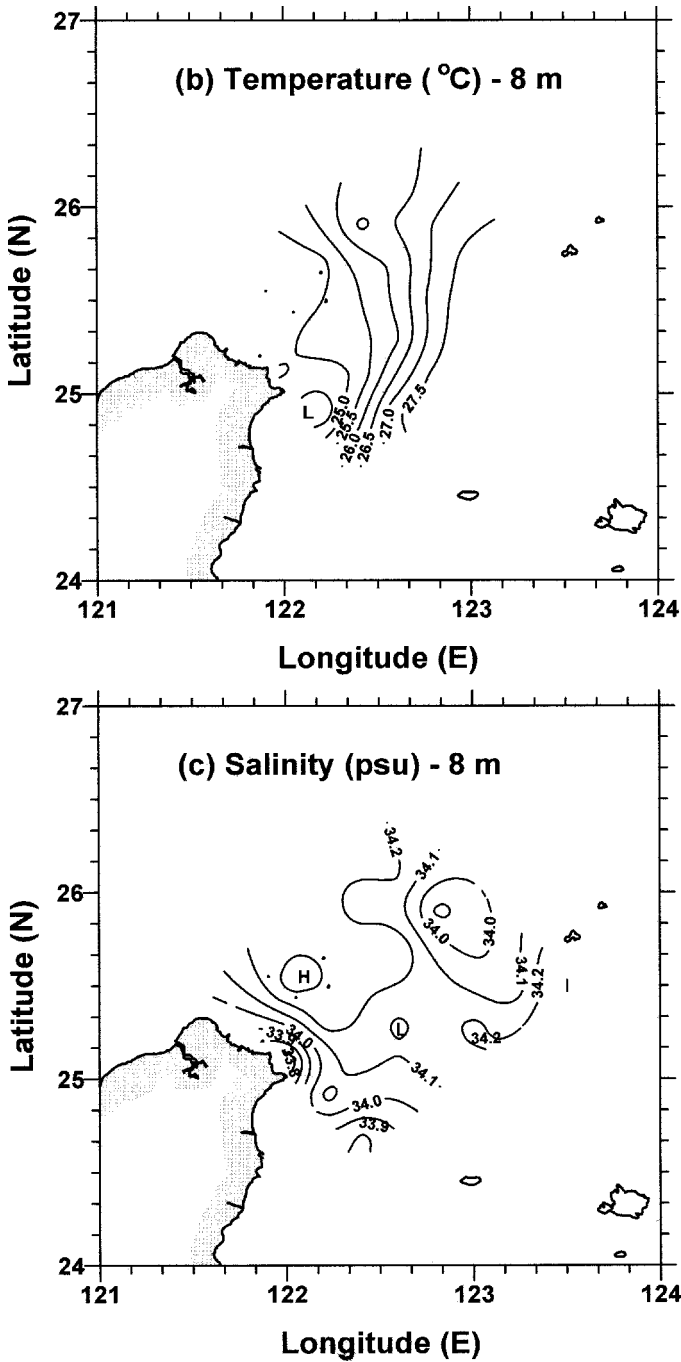 27
(b) Temperature ( °C) - 8 m
26
Latitude (N)
25
L
25.0
25.5
26.0
26.5
27.0
27.5
24
121 122 123 124
Longitude (E)
27
(c) Salinity (psu) - 8 m
34.2
34.1
26
34.0
34.0
Latitude (N)
H
34.1
34.2
L
34.2
34.0
25
34.1
34.0
33.9
24
121 122 123 124
Longitude (E)